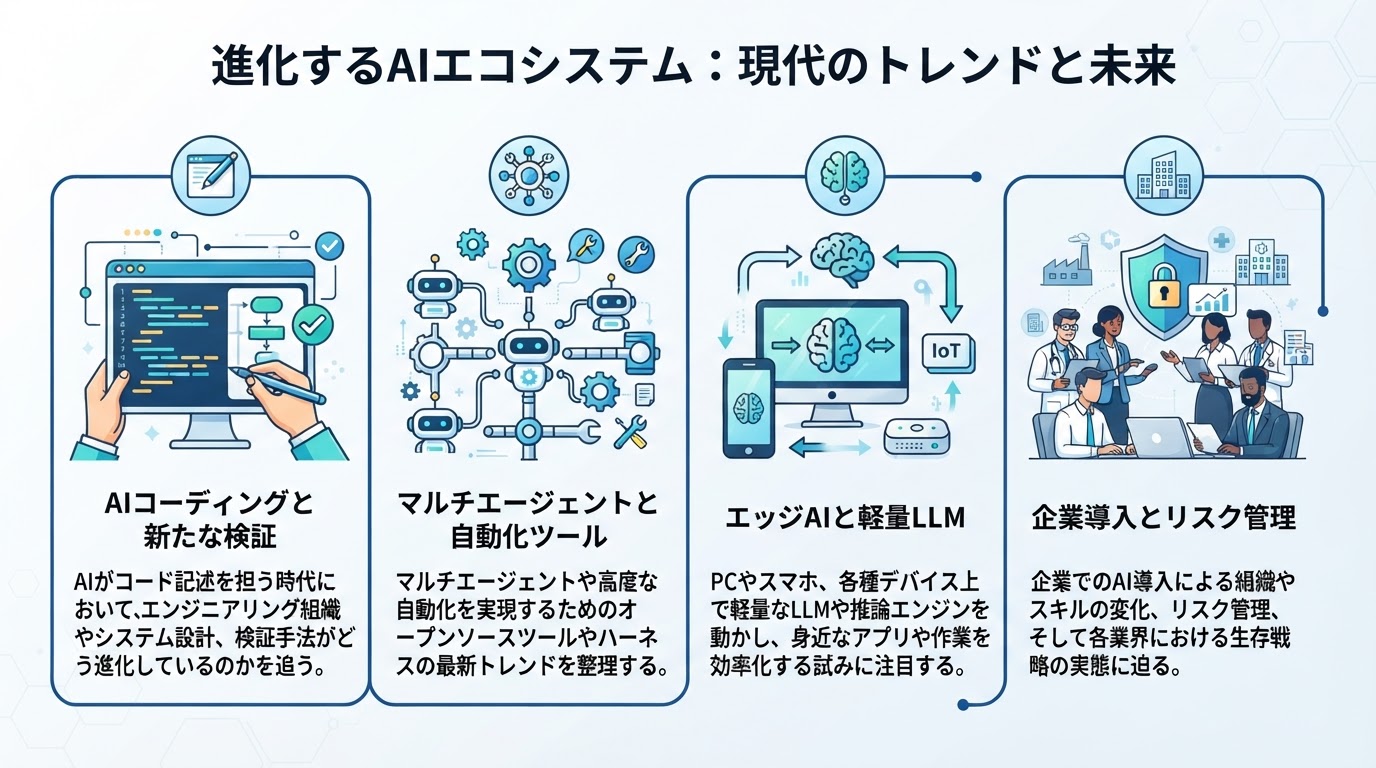 進化するAIエコシステム：現代のトレンドと未来
AIコーディングと
新たな検証
AIがコード記述を担う時代に
おいて、エンジニアリング組織
やシステム設計、検証手法がど
う進化しているのかを追う。
マルチエージェントと
自動化ツール
マルチエージェントや高度な
自動化を実現するためのオ
ープンソースツールやハーネ
スの最新トレンドを整理する。
IoT
エッジAIと軽量LLM
PCやスマホ、各種デバイス上
で軽量なLLMや推論エンジンを
動かし、身近なアプリや作業を
効率化する試みに注目する。
企業導入とリスク管理
企業でのAI導入による組織や
スキルの変化、リスク管理、
そして各業界における生存戦
略の実態に迫る。